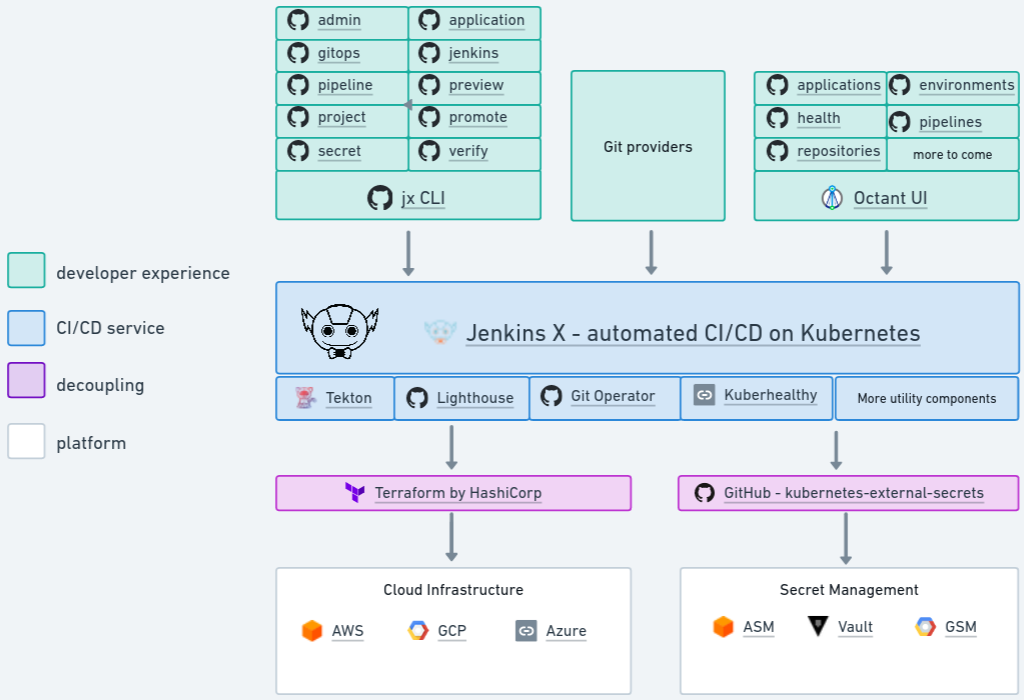 admin
application
gitops
jenkins
pipeline
preview
project
promote
secret
verify
jx CLI
Git providers
applications
environments
health
pipelines
repositories
more to come
Octant UI
developer experience
CI/CD service
decoupling
platform
Jenkins X - automated CI/CD on Kubernetes
Tekton
Lighthouse
Git Operator
Kuberhealthy
More utility components
Terraform by HashiCorp
GitHub - kubernetes-external-secrets
Cloud Infrastructure
AWS
GCP
Azure
Secret Management
ASM
Vault
GSM